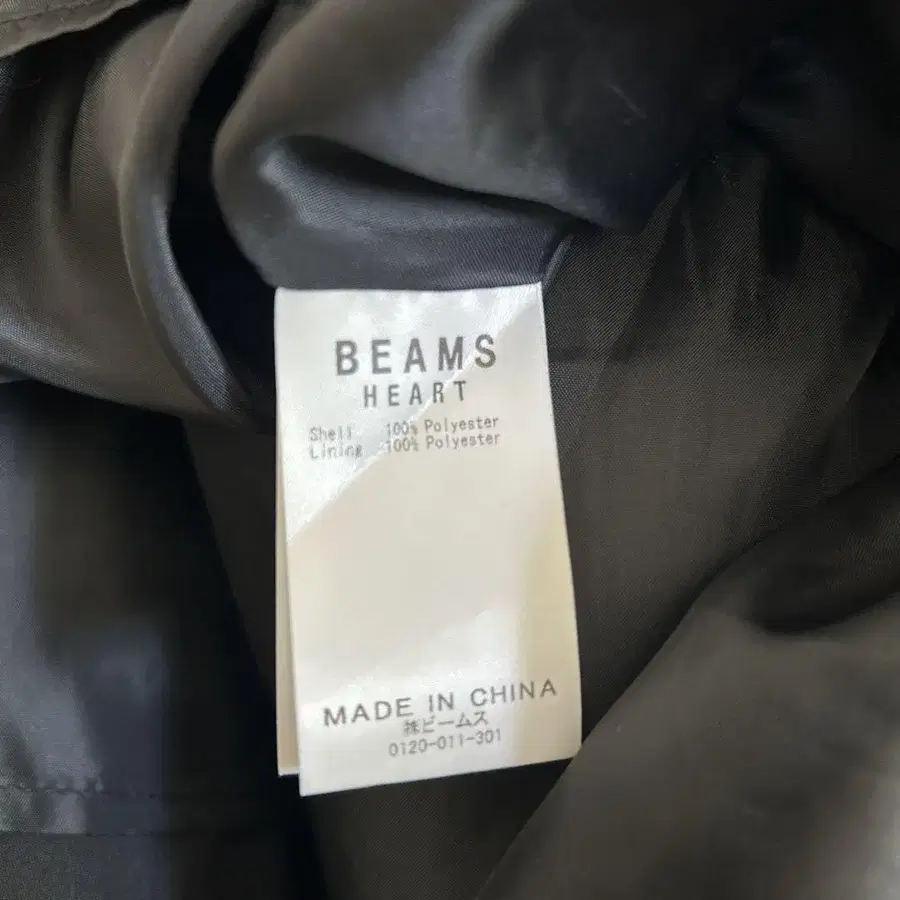 BEAMS
HEART
Shell 100% Polyester
Lining 100% Polyester
MADE IN CHINA
㈱ビームス
0120-011-301